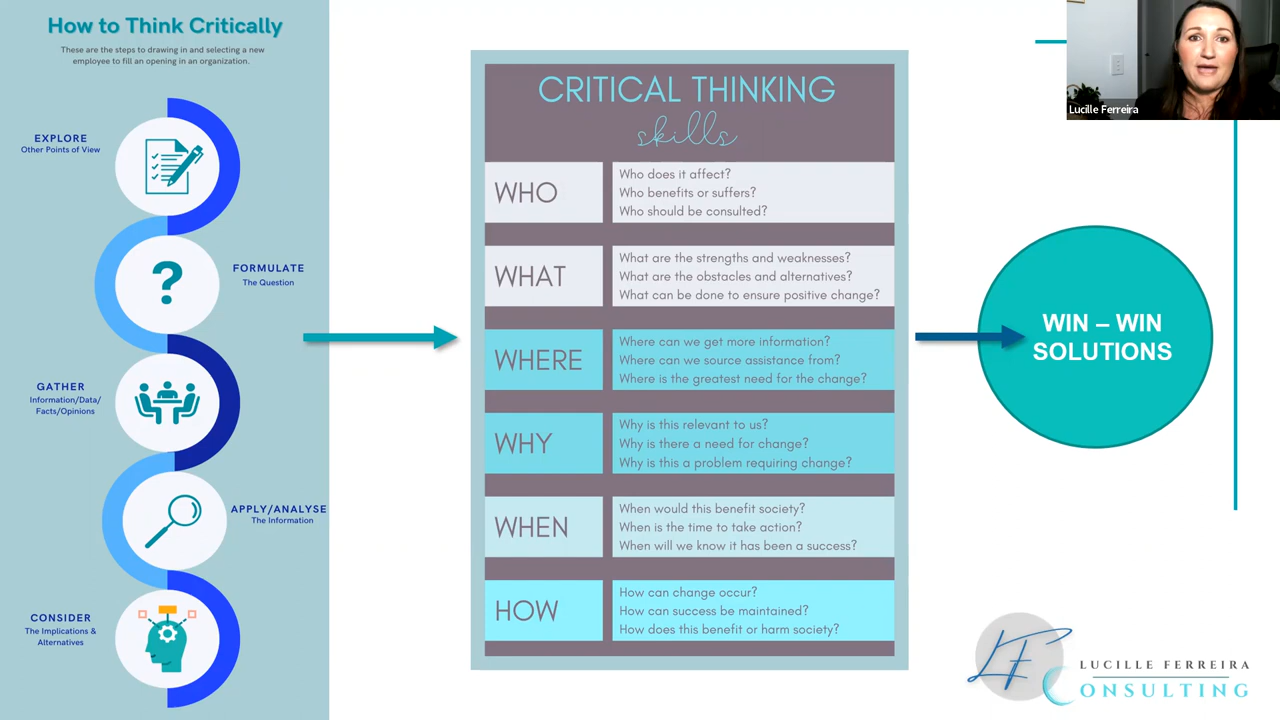 How to Think Critically
These are the steps to drawing in and selecting a new
employee to fill an opening in an organization.
EXPLORE
Other Points of View
?
FORMULATE
The Question
GATHER
Information/Data/
Facts/Opinions
APPLY/ANALYSE
The Information
CONSIDER
The Implications &
Alternatives
CRITICAL THINKING
skills
WHO
Who does it affect?
Who benefits or suffers?
Who should be consulted?
WHAT
What are the strengths and weaknesses?
What are the obstacles and alternatives?
What can be done to ensure positive change?
WHERE
Where can we get more information?
Where can we source assistance from?
Where is the greatest need for the change?
WHY
Why is this relevant to us?
Why is there a need for change?
Why is this a problem requiring change?
WHEN
When would this benefit society?
When is the time to take action?
When will we know it has been a success?
HOW
How can change occur?
How can success be maintained?
How does this benefit or harm society?
WIN – WIN
SOLUTIONS
Lucille Ferreira
LF
LUCILLE FERREIRA
CONSULTING